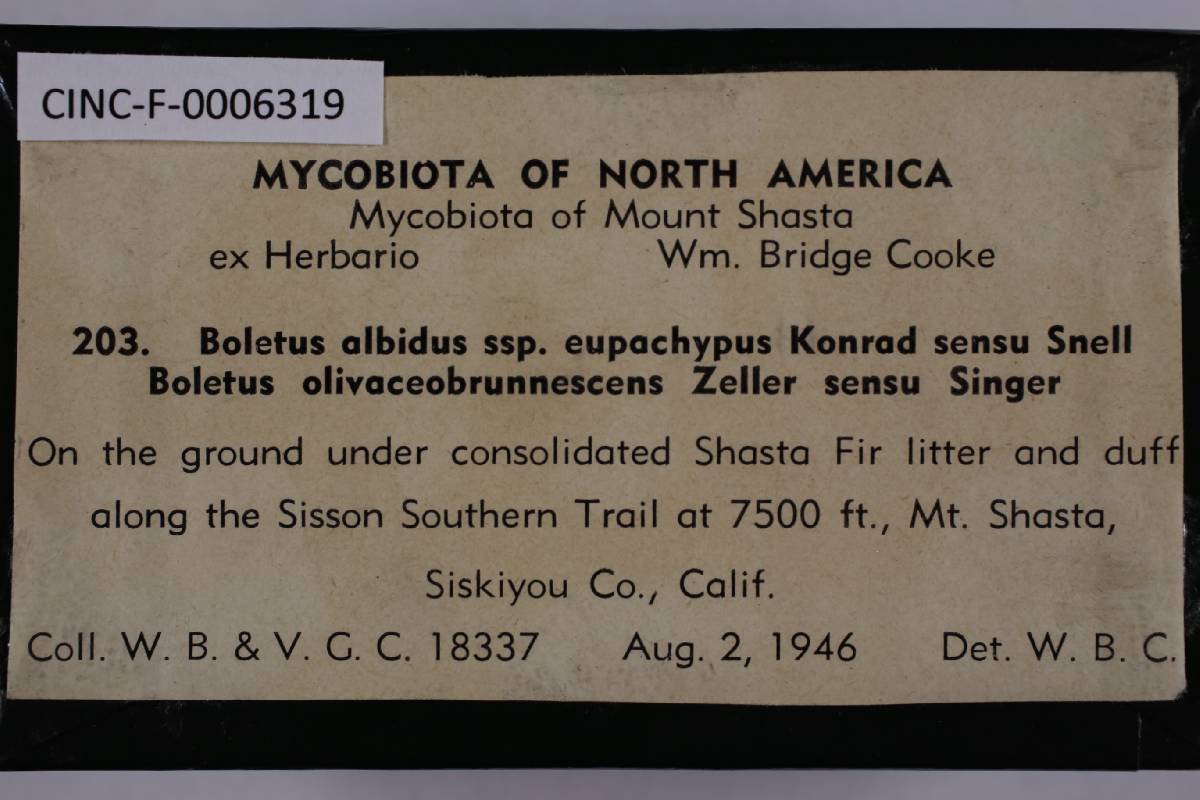 CINC-F-0006319
MYCOBIOTA OF NORTH AMERICA
Mycobiota of Mount Shasta
ex Herbario Wm. Bridge Cooke
203. Boletus albidus ssp. eupachypus Konrad sensu Snell
Boletus olivaceobrunnescens Zeller sensu Singer
On the ground under consolidated Shasta Fir litter and duff
along the Sisson Southern Trail at 7500 ft., Mt. Shasta,
Siskiyou Co., Calif.
Coll. W. B. & V. G. C. 18337 Aug. 2, 1946 Det. W. B. C.